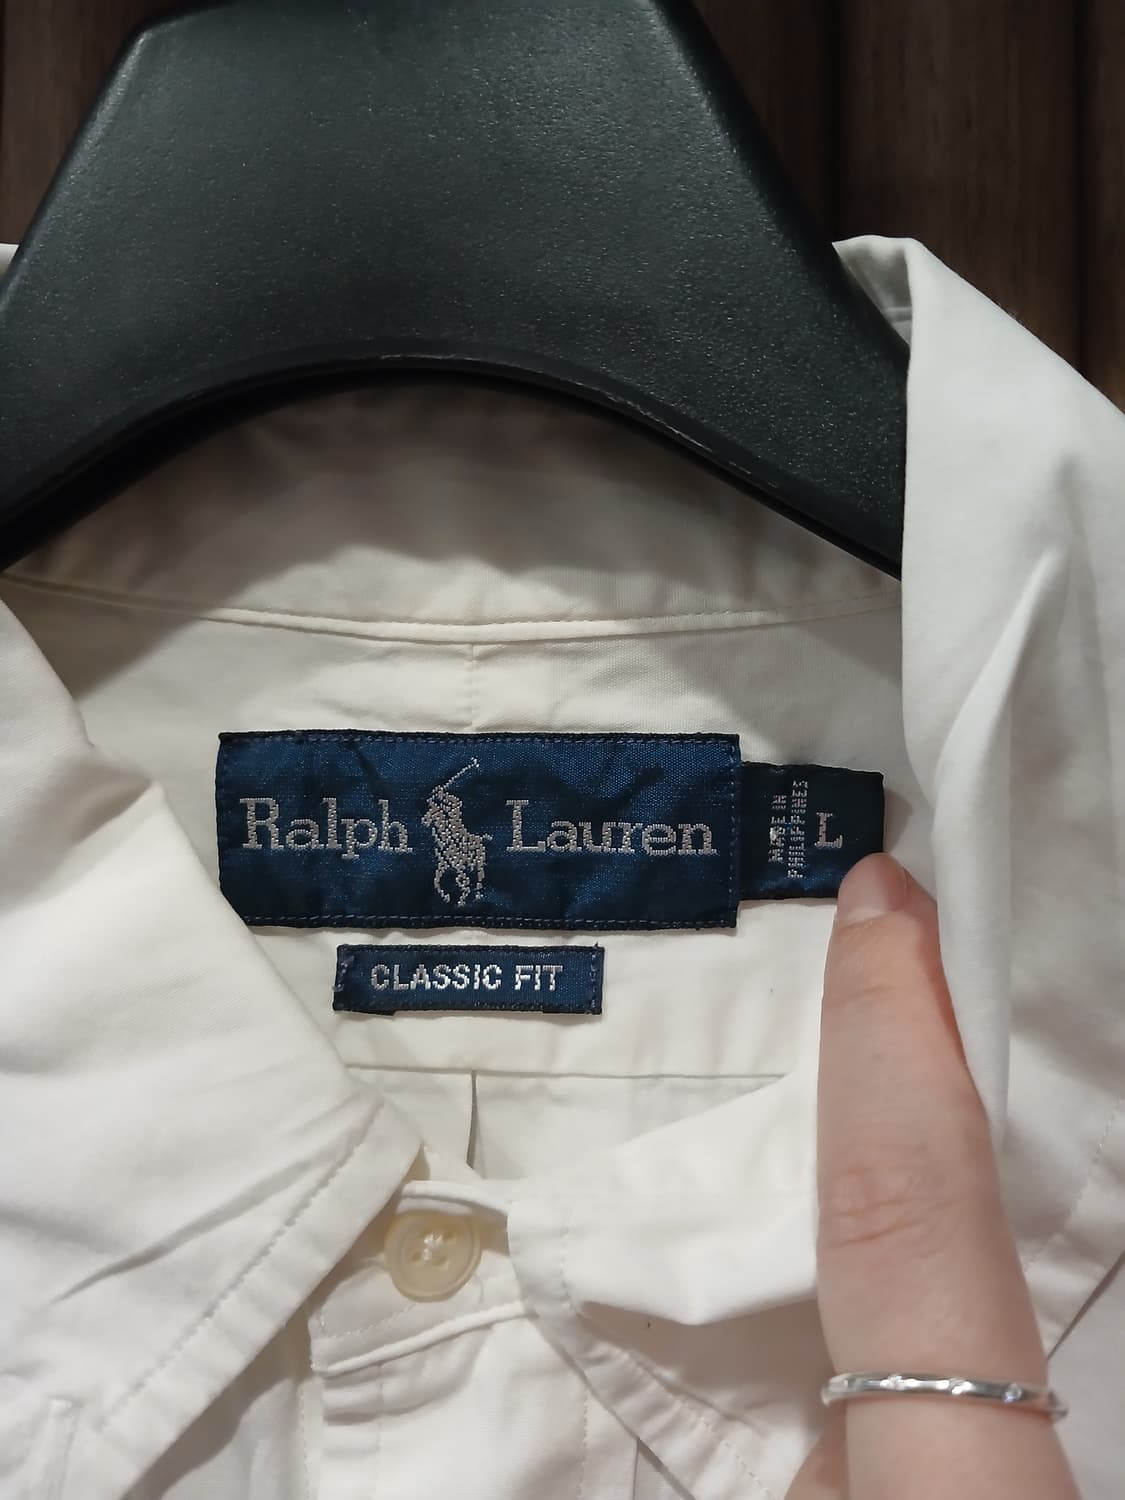 Ralph Lauren
MADE IN
PHILIPPINES
L
CLASSIC FIT